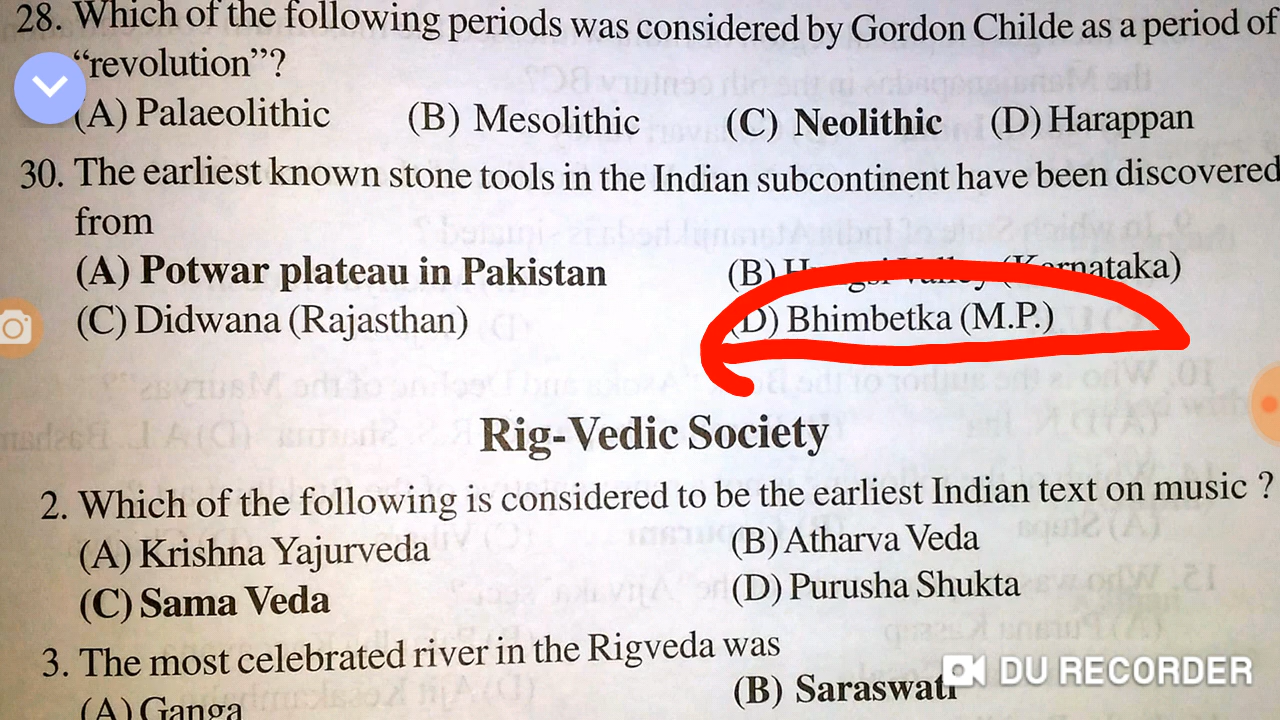 28. Which of the following periods was considered by Gordon Childe as a period of
“revolution”?
(A) Palaeolithic (B) Mesolithic (C) Neolithic (D) Harappan
30. The earliest known stone tools in the Indian subcontinent have been discovered
from
(A) Potwar plateau in Pakistan (B) Valley (Karnataka)
(C) Didwana (Rajasthan) (D) Bhimbetka (M.P.)
Rig-Vedic Society
2. Which of the following is considered to be the earliest Indian text on music ?
(A) Krishna Yajurveda (B) Atharva Veda
(C) Sama Veda (D) Purusha Shukta
3. The most celebrated river in the Rigveda was
(A) Ganga (B) Saraswati
DU RECORDER